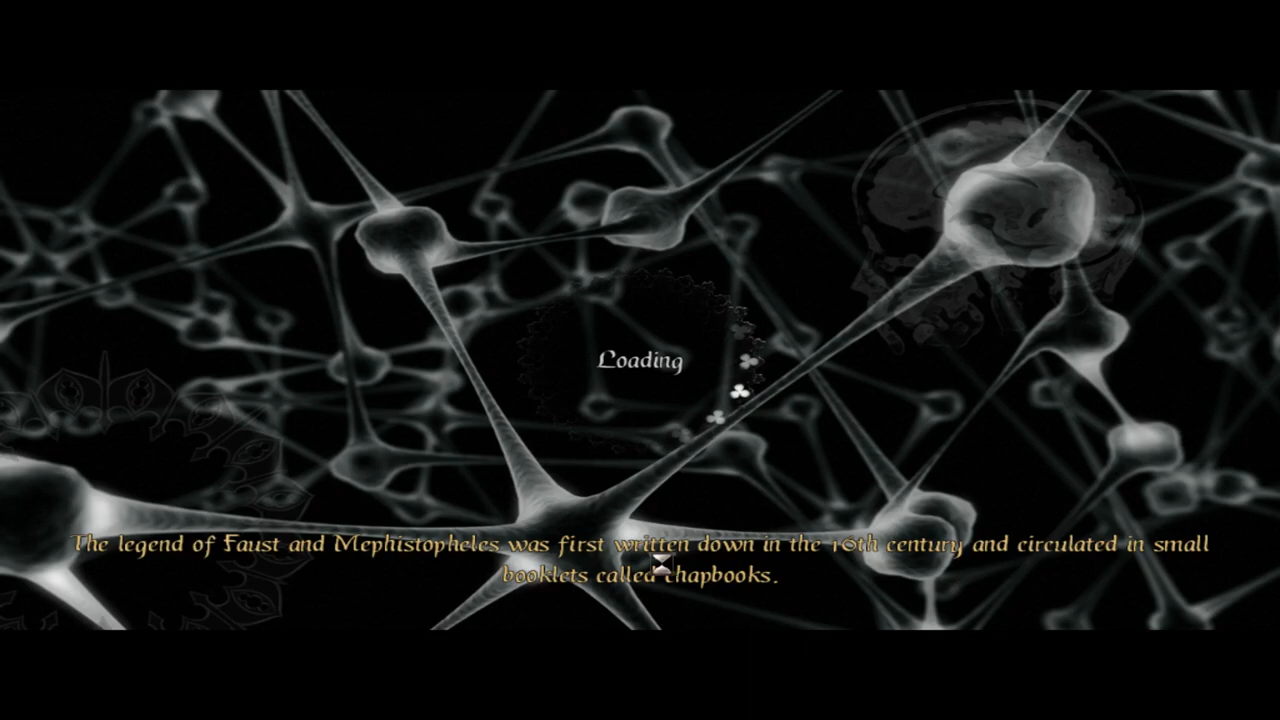 Loading
The legend of Faust and Mephistopheles was first written down in the 16th century and circulated in small
booklets called chapbooks.